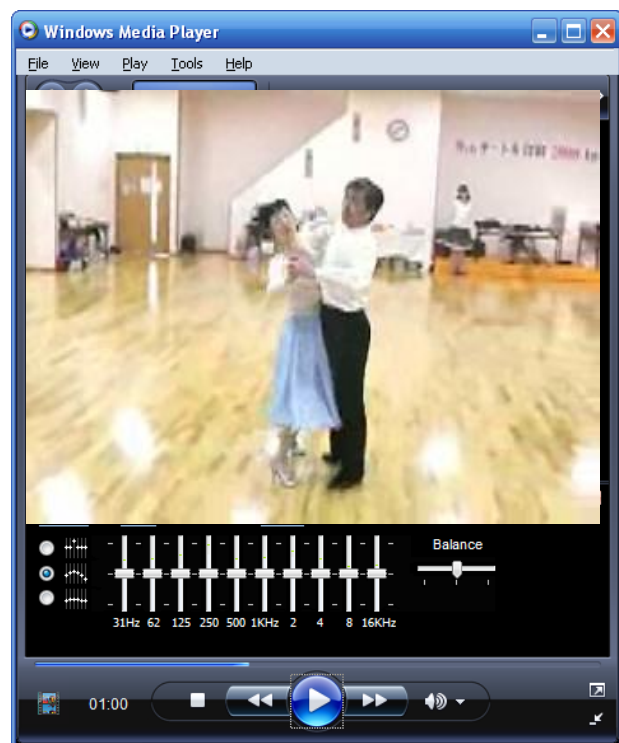 Windows Media Player
File View Play Tools Help
2000
Balance
31Hz 62 125 250 500 1KHz 2 4 8 16KHz
01:00